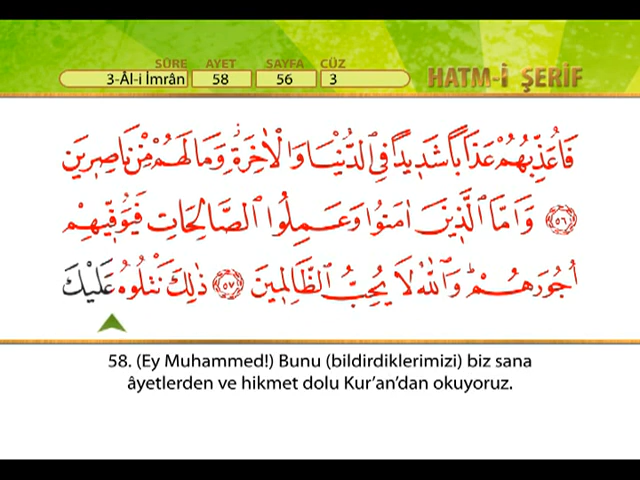 SÛRE AYET SAYFA CÜZ
3-Âl-i İmrân 58 56 3 HATM-İ ŞERİF
فَاُعَذِّبُهُمْ عَذَابًا شَدٖيدًا فِي الدُّنْيَا وَالْاٰخِرَةِۘ وَمَا لَهُمْ مِنْ نَاصِرٖينَ
﴿٥٦﴾ وَاَمَّا الَّذٖينَ اٰمَنُوا وَعَمِلُوا الصَّالِحَاتِ فَيُوَفّٖيهِمْ
اُجُورَهُمْ وَاللّٰهُ لَا يُحِبُّ الظَّالِمٖينَ ﴿٥٧﴾ ذٰلِكَ نَتْلُوهُ عَلَيْكَ
58. (Ey Muhammed!) Bunu (bildirdiklerimizi) biz sana
âyetlerden ve hikmet dolu Kur’an’dan okuyoruz.